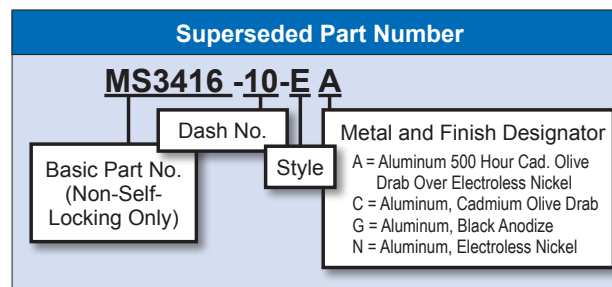 Superseded Part Number
MS3416 -10-E A
Dash No.
Basic Part No.
(Non-Self-
Locking Only)
Style
Metal and Finish Designator
A = Aluminum 500 Hour Cad. Olive
Drab Over Electroless Nickel
C = Aluminum, Cadmium Olive Drab
G = Aluminum, Black Anodize
N = Aluminum, Electroless Nickel